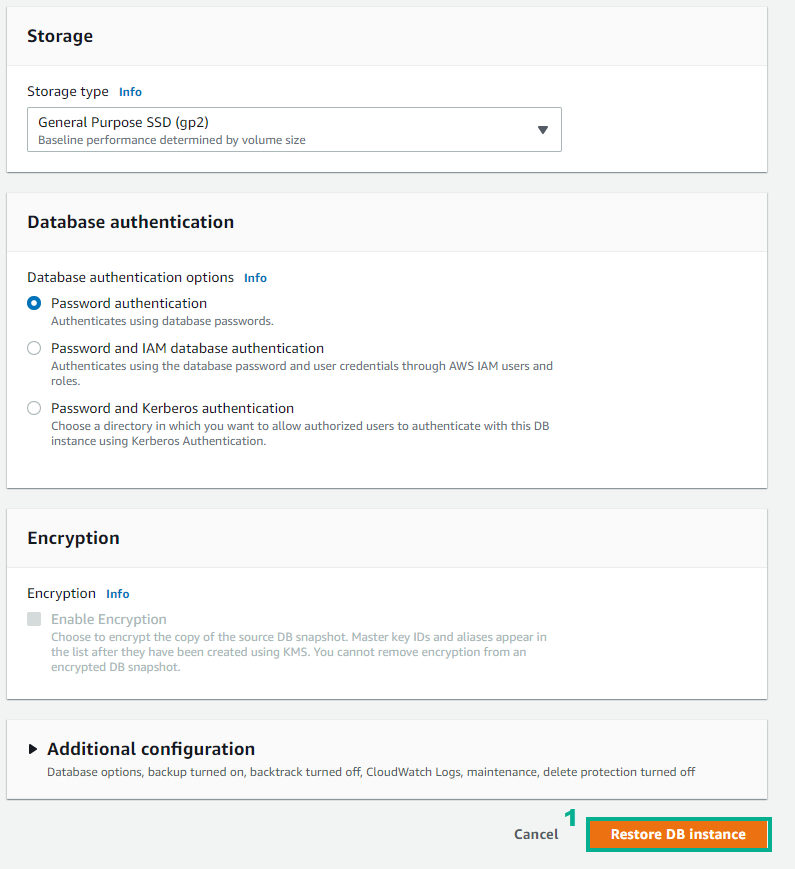 Storage
Storage type Info
General Purpose SSD (gp2)
Baseline performance determined by volume size
Database authentication
Database authentication options Info
Password authentication
Authenticates using database passwords.
Password and IAM database authentication
Authenticates using the database password and user credentials through AWS IAM users and
roles.
Password and Kerberos authentication
Choose a directory in which you want to allow authorized users to authenticate with this DB
instance using Kerberos Authentication.
Encryption
Encryption Info
Enable Encryption
Choose to encrypt the copy of the source DB snapshot. Master key IDs and aliases appear in
the list after they have been created using KMS. You cannot remove encryption from an
encrypted DB snapshot.
Additional configuration
Database options, backup turned on, backtrack turned off, CloudWatch Logs, maintenance, delete protection turned off
Cancel 1 Restore DB instance